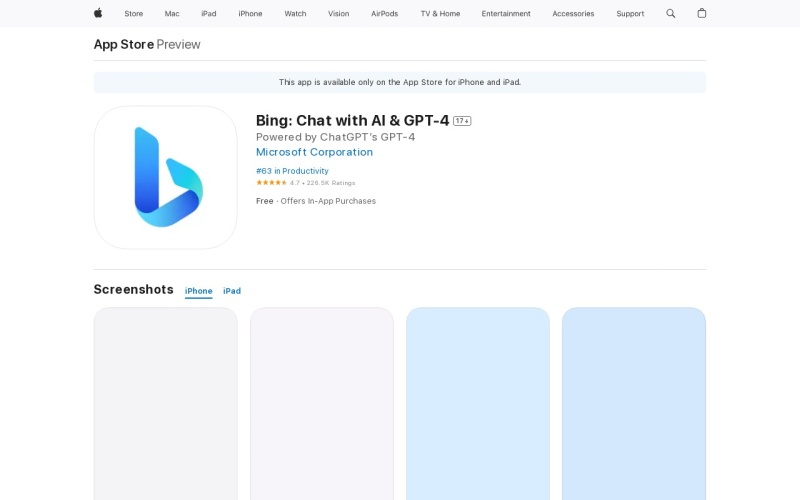 Store Mac iPad iPhone Watch Vision AirPods TV & Home Entertainment Accessories Support
App Store Preview
This app is available only on the App Store for iPhone and iPad.
Bing: Chat with AI & GPT-4 17+
Powered by ChatGPT's GPT-4
Microsoft Corporation
#63 in Productivity
4.7 • 226.5K Ratings
Free · Offers In-App Purchases
Screenshots iPhone iPad